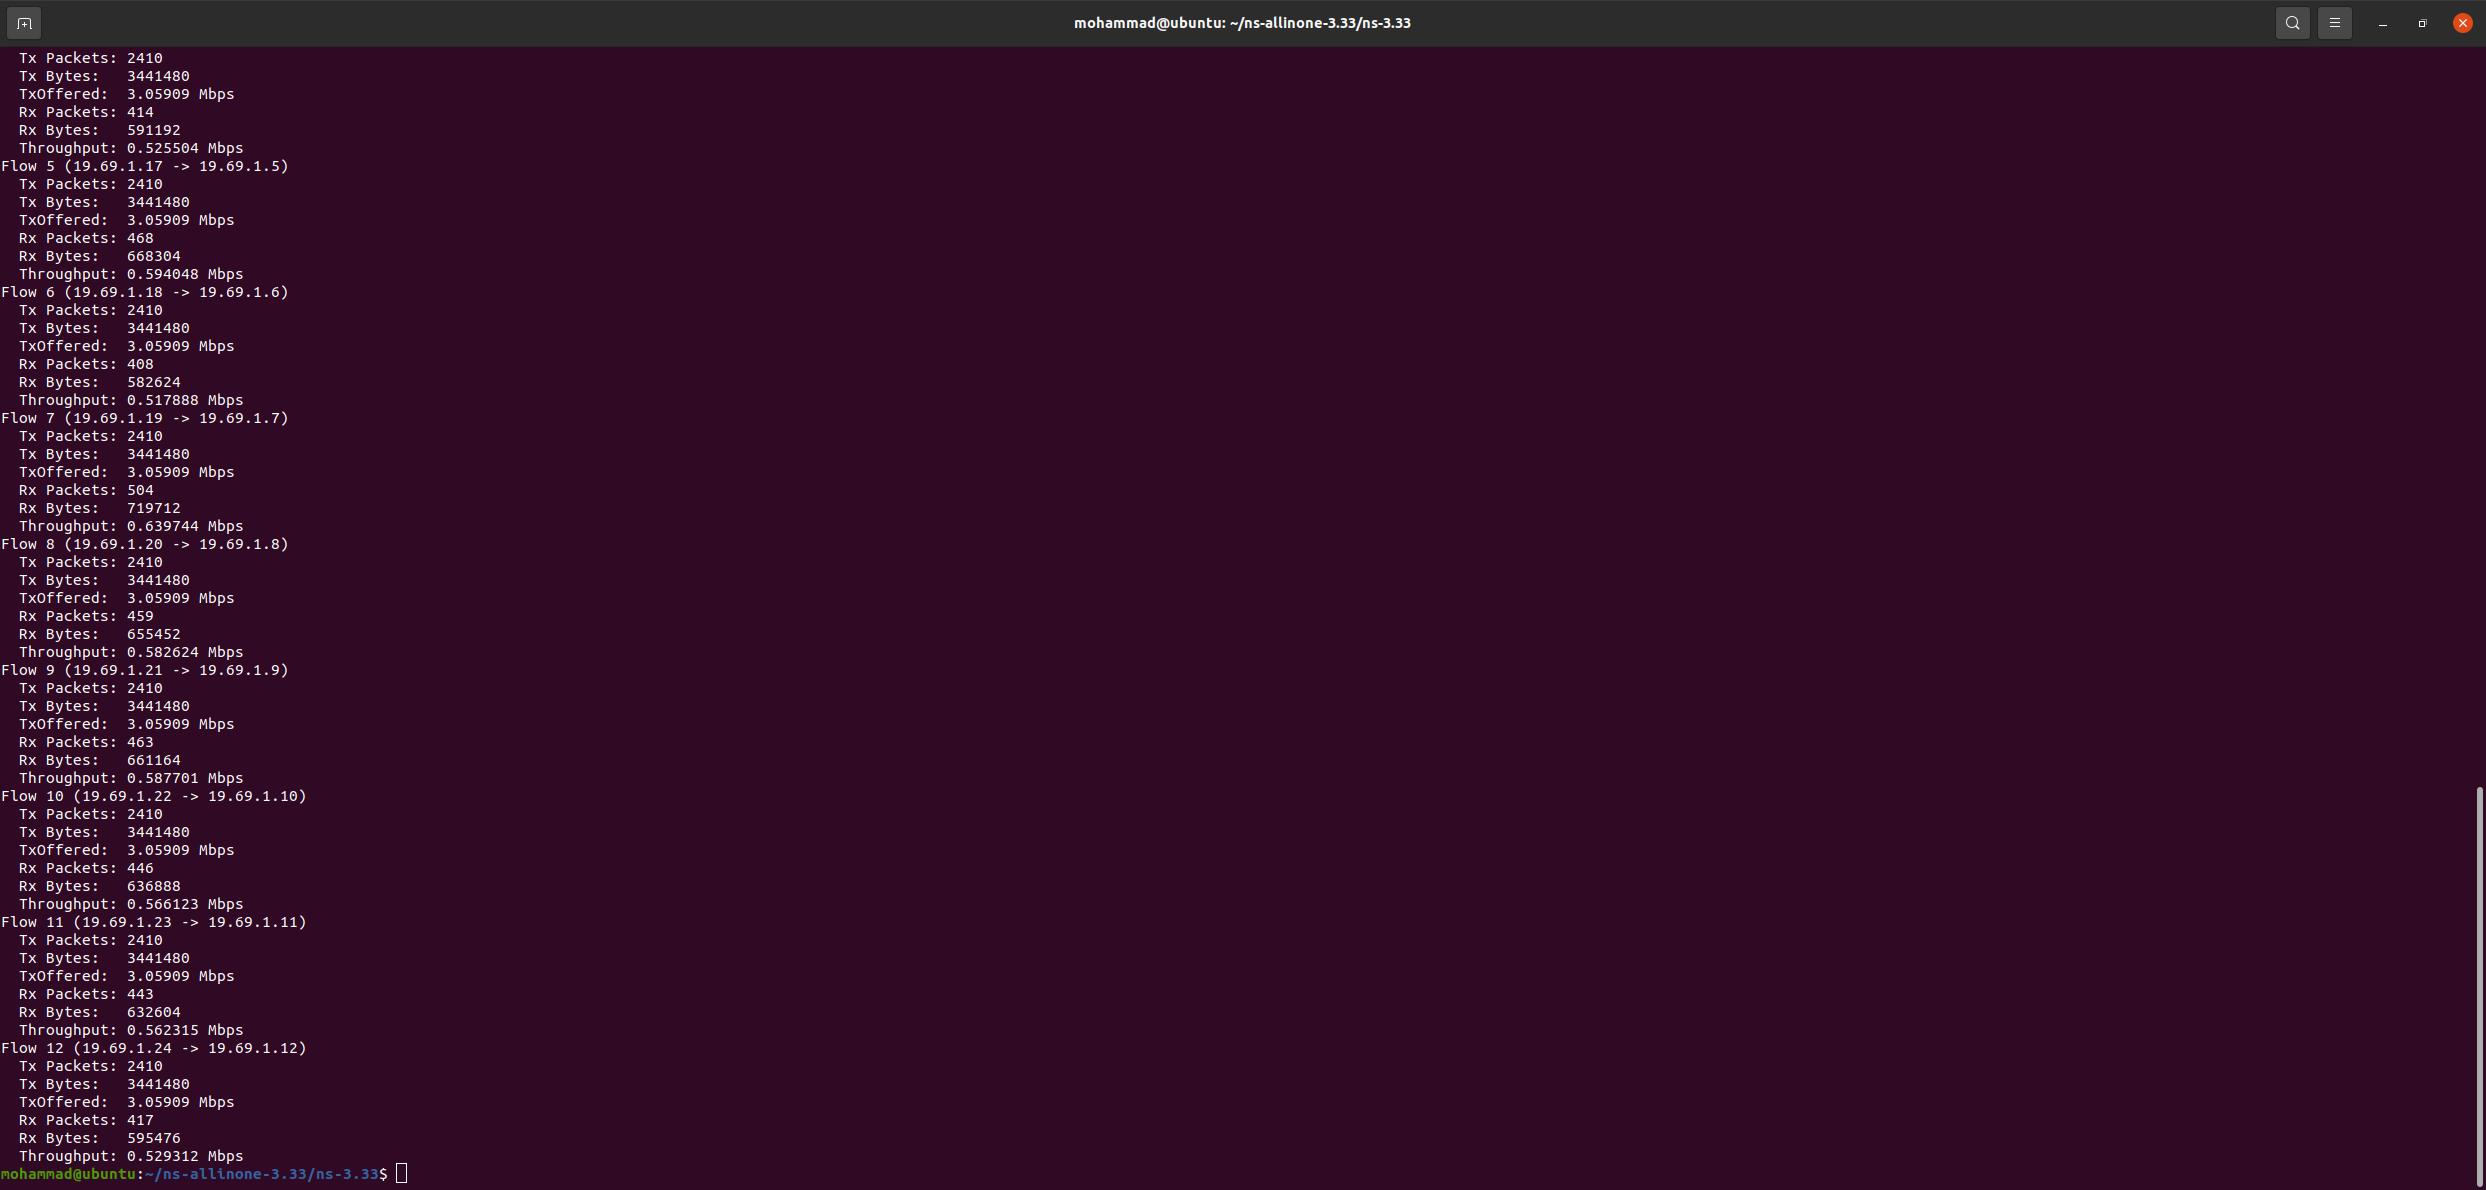 mohammad@ubuntu: ~/ns-allinone-3.33/ns-3.33
  Tx Packets: 2410
  Tx Bytes:   3441480
  TxOffered:  3.05909 Mbps
  Rx Packets: 414
  Rx Bytes:   591192
  Throughput: 0.525504 Mbps
Flow 5 (19.69.1.17 -> 19.69.1.5)
  Tx Packets: 2410
  Tx Bytes:   3441480
  TxOffered:  3.05909 Mbps
  Rx Packets: 468
  Rx Bytes:   668304
  Throughput: 0.594048 Mbps
Flow 6 (19.69.1.18 -> 19.69.1.6)
  Tx Packets: 2410
  Tx Bytes:   3441480
  TxOffered:  3.05909 Mbps
  Rx Packets: 408
  Rx Bytes:   582624
  Throughput: 0.517888 Mbps
Flow 7 (19.69.1.19 -> 19.69.1.7)
  Tx Packets: 2410
  Tx Bytes:   3441480
  TxOffered:  3.05909 Mbps
  Rx Packets: 504
  Rx Bytes:   719712
  Throughput: 0.639744 Mbps
Flow 8 (19.69.1.20 -> 19.69.1.8)
  Tx Packets: 2410
  Tx Bytes:   3441480
  TxOffered:  3.05909 Mbps
  Rx Packets: 459
  Rx Bytes:   655452
  Throughput: 0.582624 Mbps
Flow 9 (19.69.1.21 -> 19.69.1.9)
  Tx Packets: 2410
  Tx Bytes:   3441480
  TxOffered:  3.05909 Mbps
  Rx Packets: 463
  Rx Bytes:   661164
  Throughput: 0.587701 Mbps
Flow 10 (19.69.1.22 -> 19.69.1.10)
  Tx Packets: 2410
  Tx Bytes:   3441480
  TxOffered:  3.05909 Mbps
  Rx Packets: 446
  Rx Bytes:   636888
  Throughput: 0.566123 Mbps
Flow 11 (19.69.1.23 -> 19.69.1.11)
  Tx Packets: 2410
  Tx Bytes:   3441480
  TxOffered:  3.05909 Mbps
  Rx Packets: 443
  Rx Bytes:   632604
  Throughput: 0.562315 Mbps
Flow 12 (19.69.1.24 -> 19.69.1.12)
  Tx Packets: 2410
  Tx Bytes:   3441480
  TxOffered:  3.05909 Mbps
  Rx Packets: 417
  Rx Bytes:   595476
  Throughput: 0.529312 Mbps
mohammad@ubuntu:~/ns-allinone-3.33/ns-3.33$